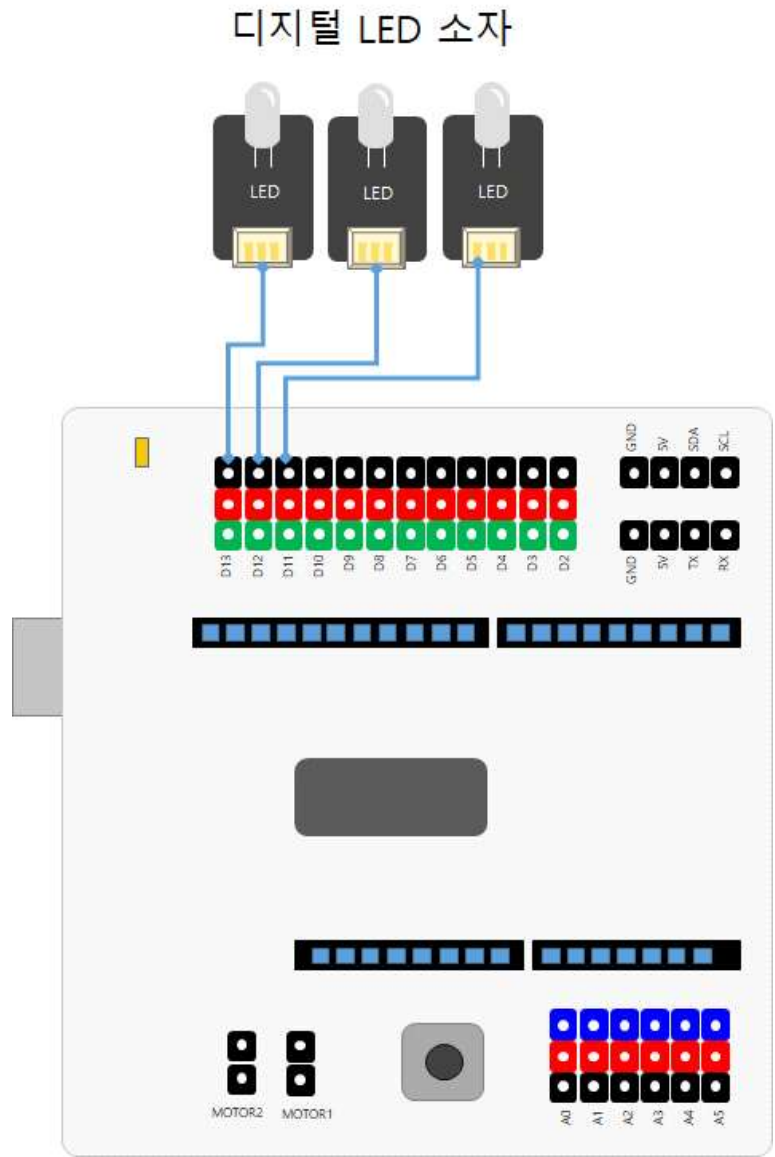 디지털 LED 소자
LED LED LED
GND 5V SDA SCL
D13 D12 D11 D10 D9 D8 D7 D6 D5 D4 D3 D2
GND 5V TX RX
MOTOR2 MOTOR1
A0 A1 A2 A3 A4 A5